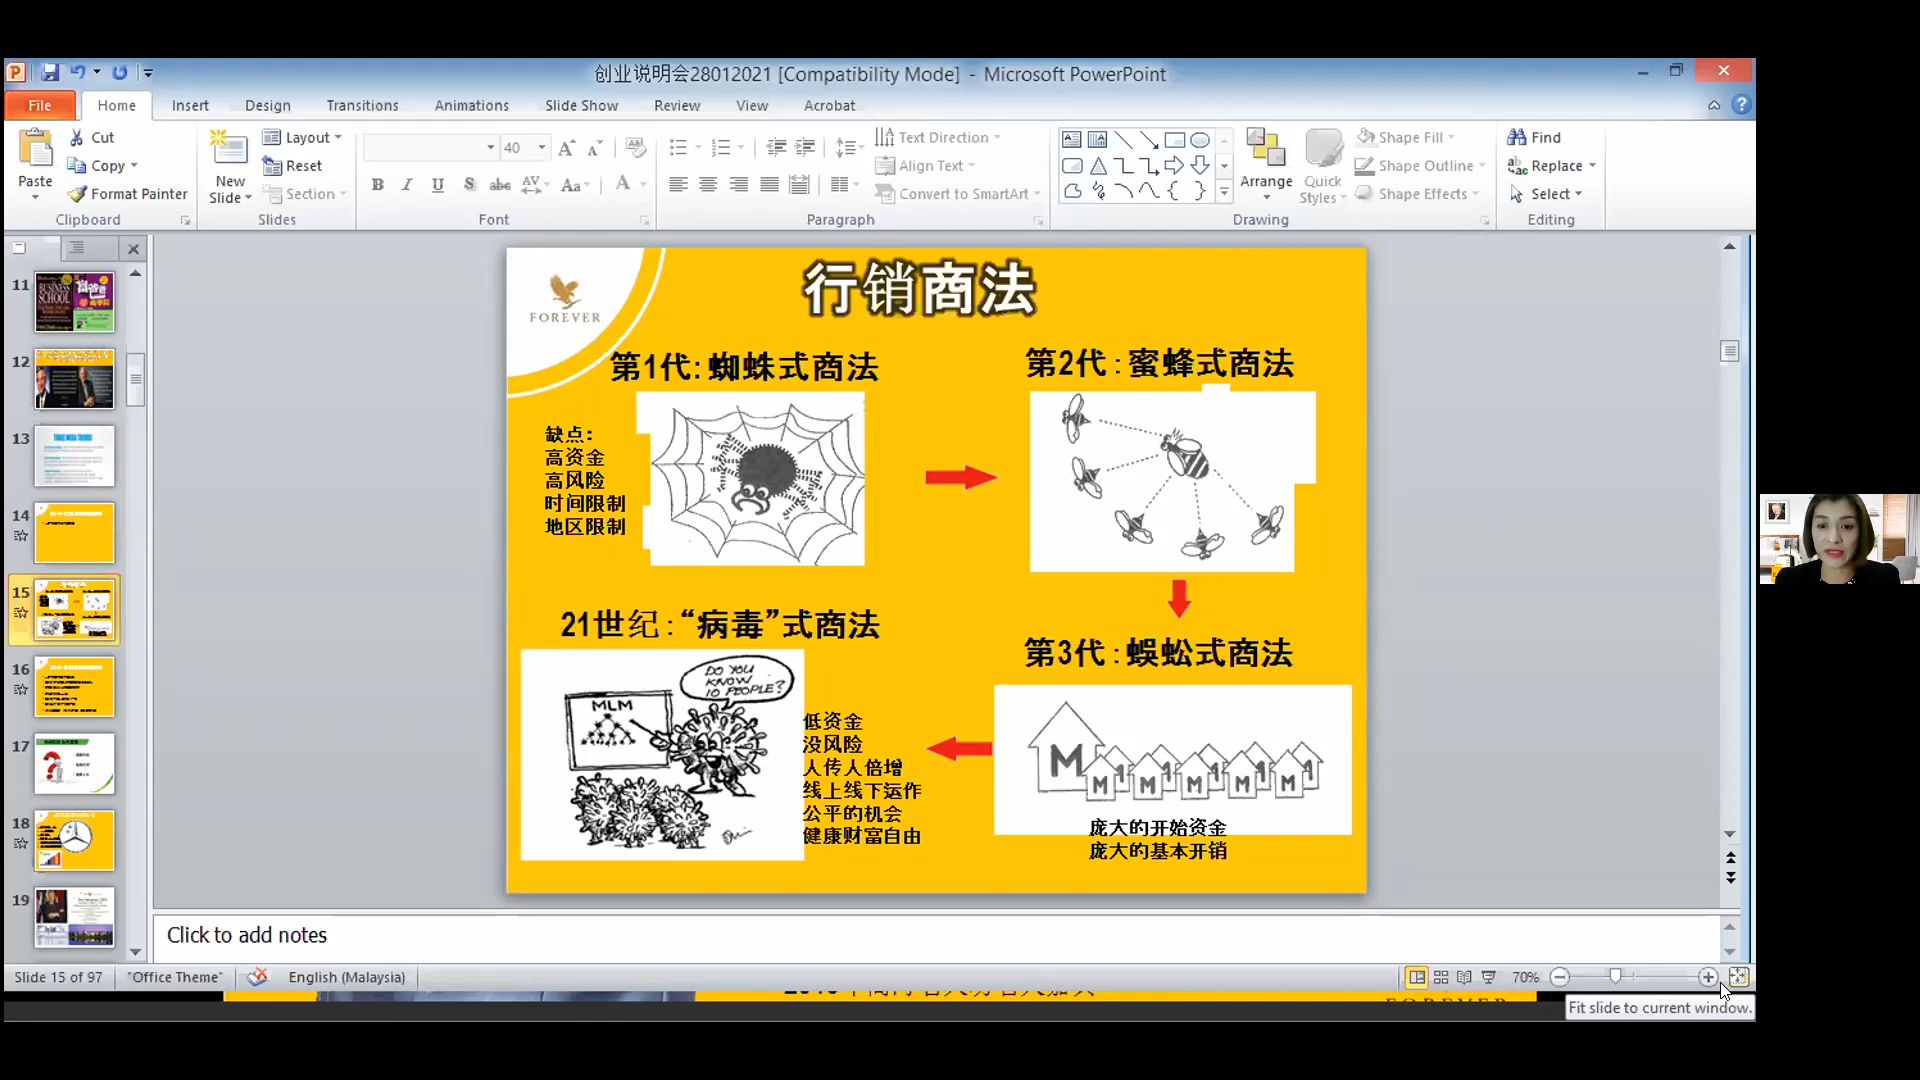 创业说明会28012021 [Compatibility Mode] - Microsoft PowerPoint
File Home Insert Design Transitions Animations Slide Show Review View Acrobat
Cut
Copy
Format Painter
Paste
Clipboard
New Slide
Layout
Reset
Section
Slides
40
Font
Text Direction
Align Text
Convert to SmartArt
Paragraph
Arrange
Quick Styles
Shape Fill
Shape Outline
Shape Effects
Drawing
Find
Replace
Select
Editing
11
12
13
14
15
16
17
18
19
FOREVER
行销商法
第1代:蜘蛛式商法
缺点:
高资金
高风险
时间限制
地区限制
第2代:蜜蜂式商法
21世纪:“病毒”式商法
DO YOU
KNOW
10 PEOPLE?
MLM
低资金
没风险
人传人倍增
线上线下运作
公平的机会
健康财富自由
第3代:蜈蚣式商法
M M M M M M
庞大的开始资金
庞大的基本开销
Click to add notes
Slide 15 of 97 "Office Theme" English (Malaysia) 70%
Fit slide to current window.